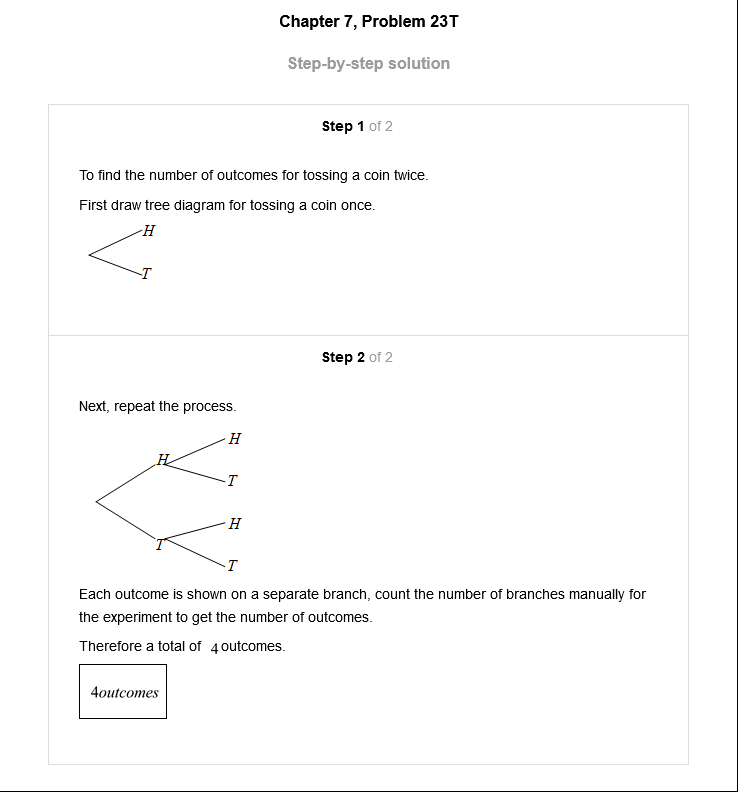 Chapter 7, Problem 23T
Step-by-step solution
Step 1 of 2
To find the number of outcomes for tossing a coin twice.
First draw tree diagram for tossing a coin once.
H
T
Step 2 of 2
Next, repeat the process.
H
H
T
H
T
T
Each outcome is shown on a separate branch, count the number of branches manually for
the experiment to get the number of outcomes.
Therefore a total of 4 outcomes.
4outcomes